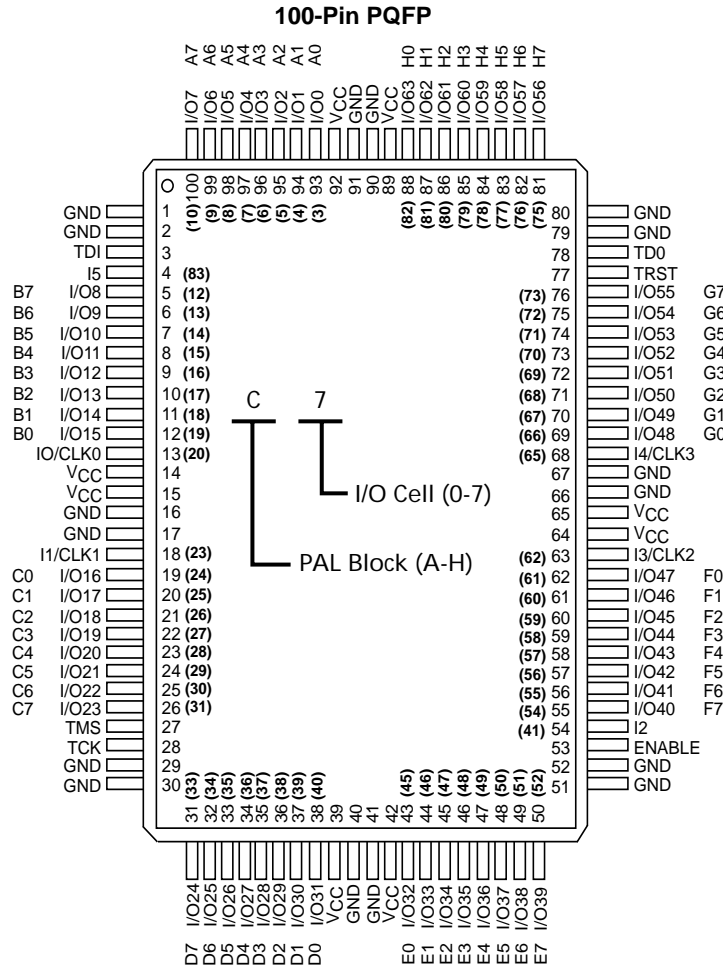 100-Pin PQFP
A7 A6 A5 A4 A3 A2 A1 A0 H0 H1 H2 H3 H4 H5 H6 H7
I/O7 I/O6 I/O5 I/O4 I/O3 I/O2 I/O1 I/O0 VCC GND GND VCC I/O63 I/O62 I/O61 I/O60 I/O59 I/O58 I/O57 I/O56
100 99 98 97 96 95 94 93 92 91 90 89 88 87 86 85 84 83 82 81
(10) (9) (8) (7) (6) (5) (4) (3) (82) (81) (80) (79) (78) (77) (76) (75)
GND 1 80 GND
GND 2 79 GND
TDI 3 78 TD0
I5 4 (83) 77 TRST
B7 I/O8 5 (12) (73) 76 I/O55 G7
B6 I/O9 6 (13) (72) 75 I/O54 G6
B5 I/O10 7 (14) (71) 74 I/O53 G5
B4 I/O11 8 (15) (70) 73 I/O52 G4
B3 I/O12 9 (16) (69) 72 I/O51 G3
B2 I/O13 10 (17) (68) 71 I/O50 G2
B1 I/O14 11 (18) (67) 70 I/O49 G1
B0 I/O15 12 (19) (66) 69 I/O48 G0
IO/CLK0 13 (20) (65) 68 I4/CLK3
C 7
VCC 14 67 GND
VCC 15 66 GND
I/O Cell (0-7)
GND 16 65 VCC
GND 17 64 VCC
I1/CLK1 18 (23) (62) 63 I3/CLK2
PAL Block (A-H)
C0 I/O16 19 (24) (61) 62 I/O47 F0
C1 I/O17 20 (25) (60) 61 I/O46 F1
C2 I/O18 21 (26) (59) 60 I/O45 F2
C3 I/O19 22 (27) (58) 59 I/O44 F3
C4 I/O20 23 (28) (57) 58 I/O43 F4
C5 I/O21 24 (29) (56) 57 I/O42 F5
C6 I/O22 25 (30) (55) 56 I/O41 F6
C7 I/O23 26 (31) (54) 55 I/O40 F7
TMS 27 (41) 54 I2
TCK 28 53 ENABLE
GND 29 52 GND
GND 30 51 GND
(33) (34) (35) (36) (37) (38) (39) (40) (45) (46) (47) (48) (49) (50) (51) (52)
31 32 33 34 35 36 37 38 39 40 41 42 43 44 45 46 47 48 49 50
I/O24 I/O25 I/O26 I/O27 I/O28 I/O29 I/O30 I/O31 VCC GND GND VCC I/O32 I/O33 I/O34 I/O35 I/O36 I/O37 I/O38 I/O39
D7 D6 D5 D4 D3 D2 D1 D0 E0 E1 E2 E3 E4 E5 E6 E7